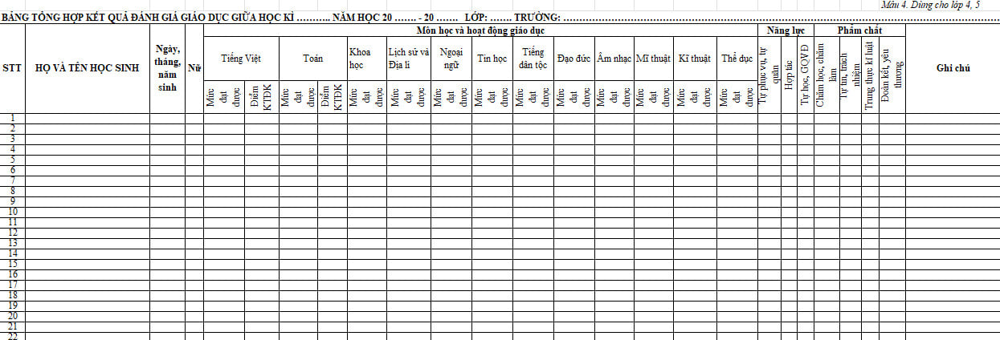 Mẫu 4. Dùng cho lớp 4, 5
BẢNG TỔNG HỢP KẾT QUẢ ĐÁNH GIÁ GIÁO DỤC GIỮA HỌC KÌ ……….. NĂM HỌC 20 ……. - 20 ……. LỚP: ……. TRƯỜNG: ……………………………………………………
STT
HỌ VÀ TÊN HỌC SINH
Ngày,
tháng,
năm
sinh
Nữ
Môn học và hoạt động giáo dục
Tiếng Việt
Toán
Khoa
học
Lịch sử và
Địa lí
Ngoại
ngữ
Tin học
Tiếng
dân tộc
Đạo đức
Âm nhạc
Mĩ thuật
Kĩ thuật
Thể dục
Mức
đạt
được
Điểm
KTĐK
Mức
đạt
được
Điểm
KTĐK
Mức
đạt
được
Mức
đạt
được
Mức
đạt
được
Mức
đạt
được
Mức
đạt
được
Mức
đạt
được
Mức
đạt
được
Mức
đạt
được
Mức
đạt
được
Mức
đạt
được
Năng lực
Tự phục vụ, tự
quản
Hợp tác
Tự học, GQVĐ
Phẩm chất
Chăm học, chăm
làm
Tự tin, trách
nhiệm
Trung thực kỉ luật
Đoàn kết, yêu
thương
Ghi chú
1
2
3
4
5
6
7
8
9
10
11
12
13
14
15
16
17
18
19
20
21
22